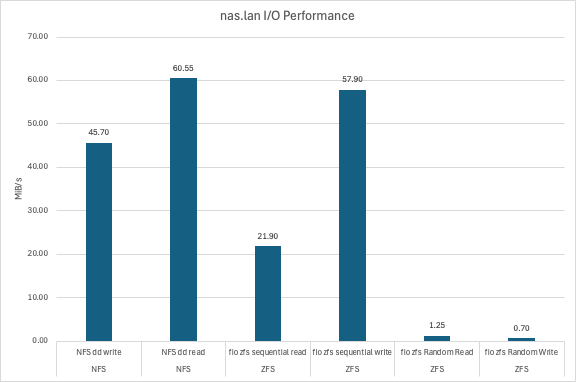 nas.lan I/O Performance
70.00
60.00
50.00
40.00
30.00
20.00
10.00
0.00
MiB/s
45.70
60.55
21.90
57.90
1.25
0.70
NFS dd write
NFS dd read
fio zfs sequential read
fio zfs sequential write
fio zfs Random Read
fio zfs Random Write
NFS
NFS
ZFS
ZFS
ZFS
ZFS